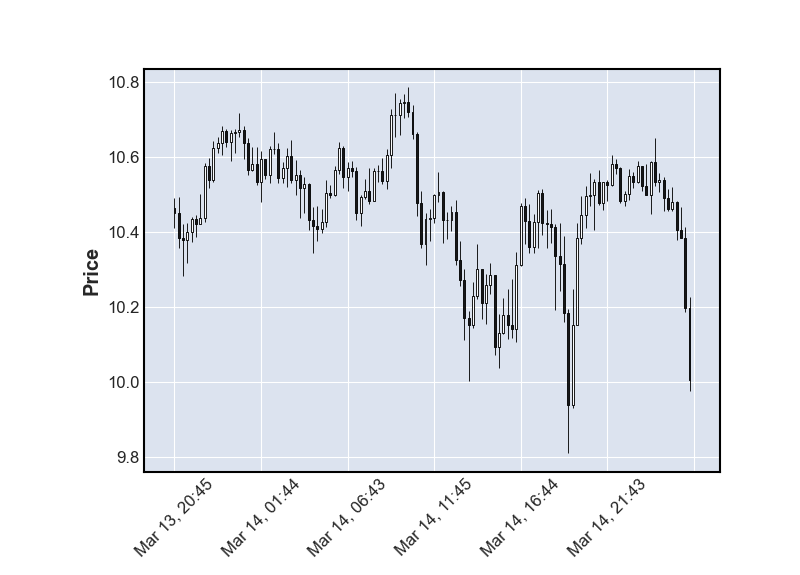 10.8
10.6
10.4
10.2
10.0
9.8
Price
Mar 13, 20:45
Mar 14, 01:44
Mar 14, 06:43
Mar 14, 11:45
Mar 14, 16:44
Mar 14, 21:43